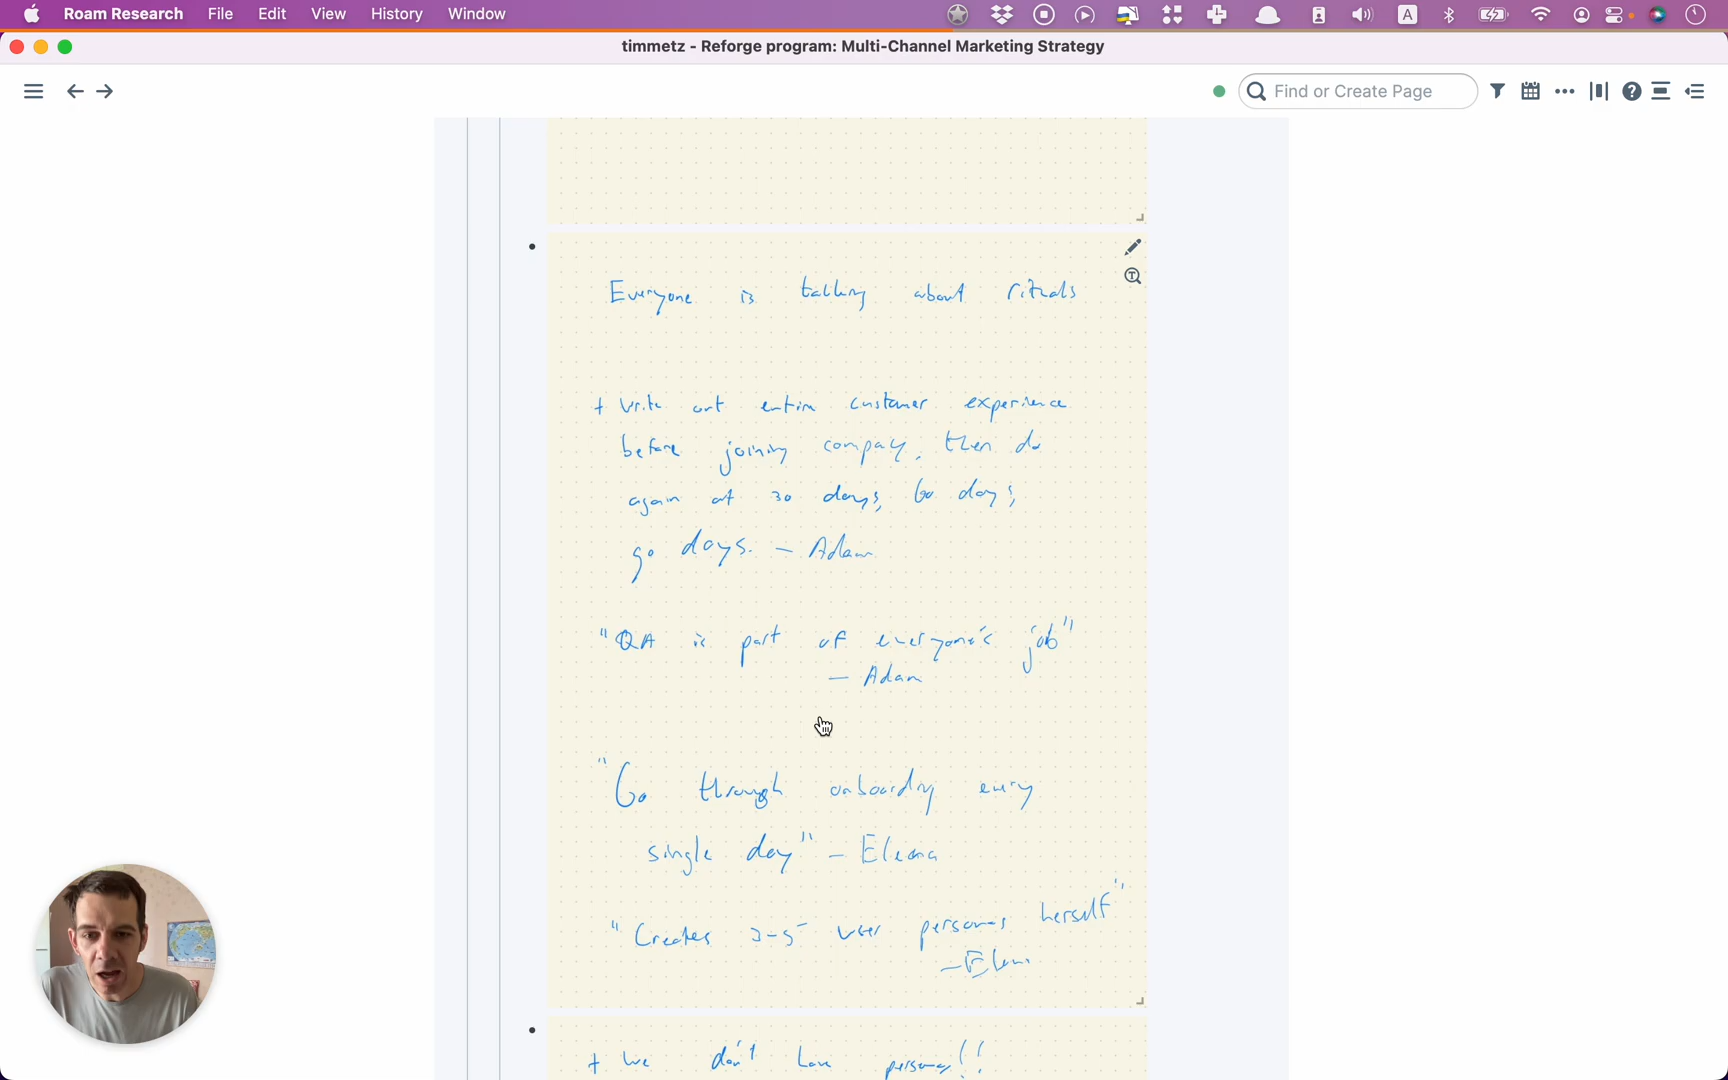 Roam Research File Edit View History Window
A
timmetz - Reforge program: Multi-Channel Marketing Strategy
Find or Create Page
Everyone is talking about rituals
+ Write out entire customer experience
before joining company, then do
again at 30 days, 60 days,
90 days. - Adam
"QA is part of everyone's job"
- Adam
"Go through onboarding every
single day" - Elena
"Creates 3-5 user personas herself"
- Elena
+ We don't have personas!!